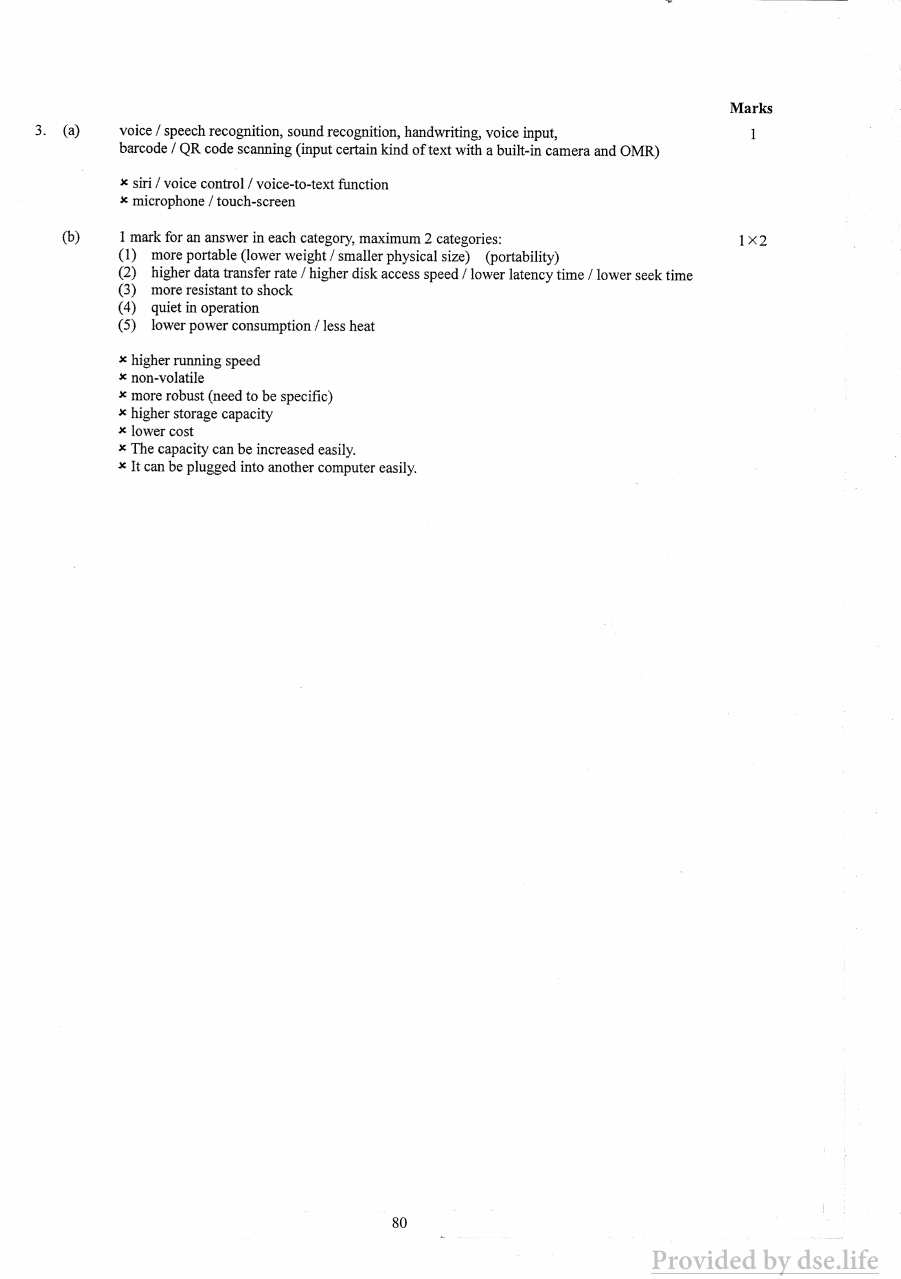 Marks
3. (a) voice / speech recognition, sound recognition, handwriting, voice input, 1
barcode / QR code scanning (input certain kind of text with a built-in camera and OMR)
× siri / voice control / voice-to-text function
× microphone / touch-screen
(b) 1 mark for an answer in each category, maximum 2 categories: 1×2
(1) more portable (lower weight / smaller physical size) (portability)
(2) higher data transfer rate / higher disk access speed / lower latency time / lower seek time
(3) more resistant to shock
(4) quiet in operation
(5) lower power consumption / less heat
× higher running speed
× non-volatile
× more robust (need to be specific)
× higher storage capacity
× lower cost
× The capacity can be increased easily.
× It can be plugged into another computer easily.
80
Provided by dse.life